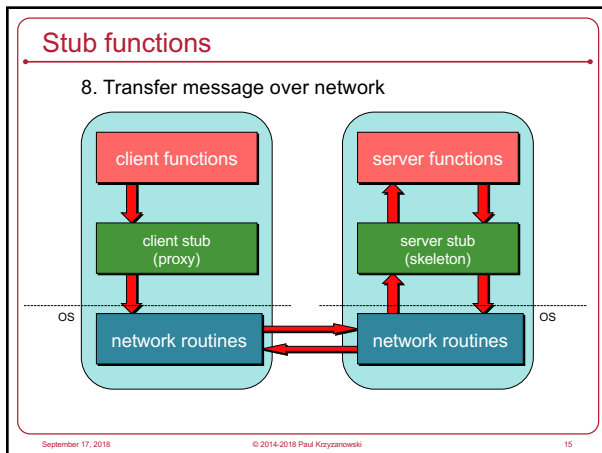 Stub functions
8. Transfer message over network
client functions
server functions
client stub
(proxy)
server stub
(skeleton)
OS
OS
network routines
network routines
September 17, 2018
© 2014-2018 Paul Krzyzanowski
15